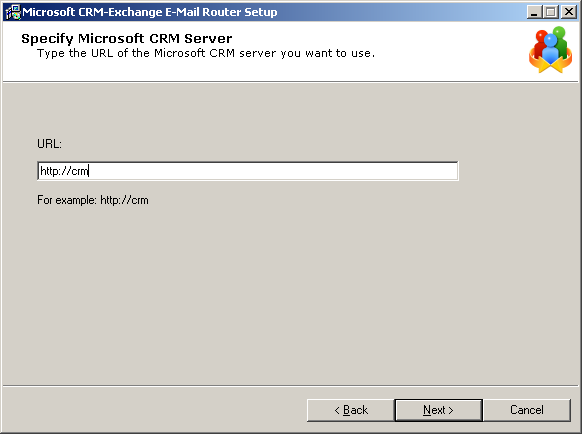 Microsoft CRM-Exchange E-Mail Router Setup
Specify Microsoft CRM Server
Type the URL of the Microsoft CRM server you want to use.
URL:
http://crm
For example: http://crm
< Back Next > Cancel